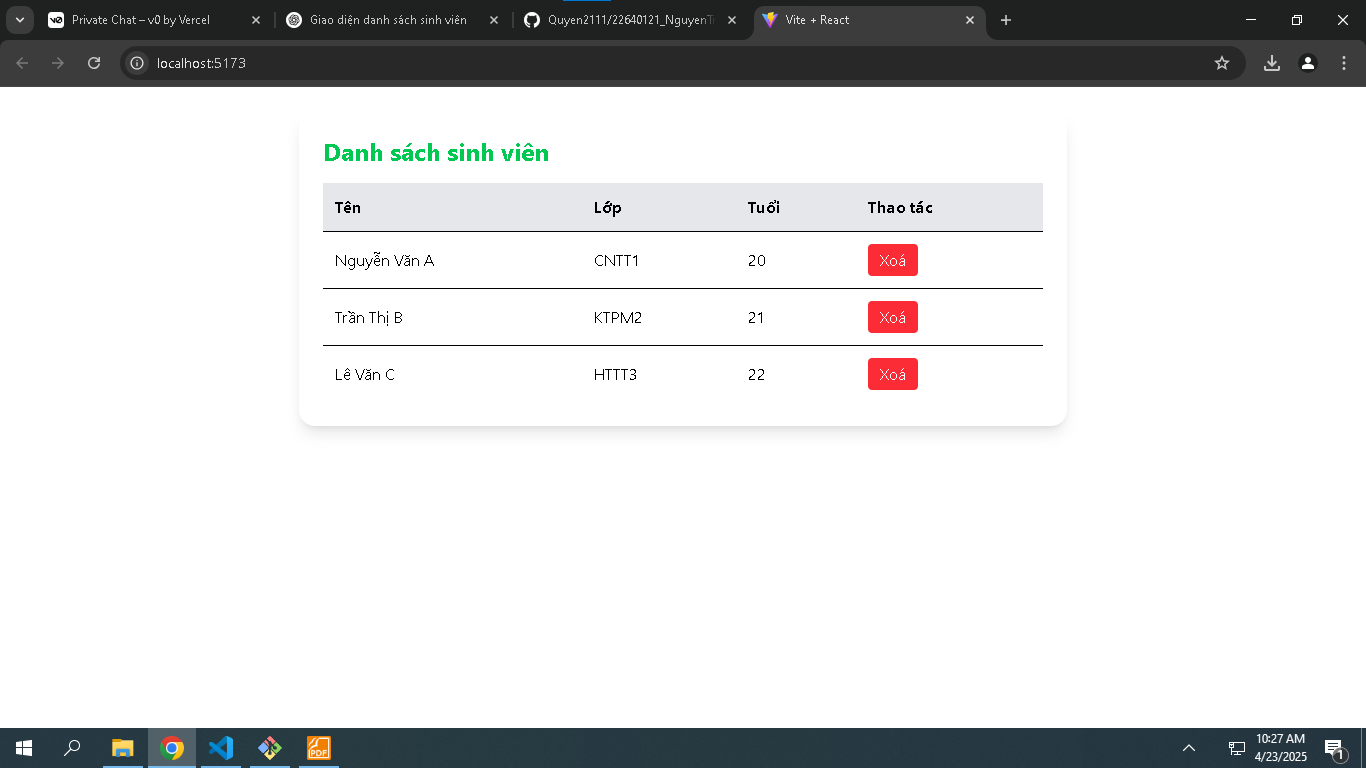 Private Chat – v0 by Vercel
Giao diện danh sách sinh viên
Quyen2111/22640121_NguyenTi
Vite + React
localhost:5173
Danh sách sinh viên
Tên Lớp Tuổi Thao tác
Nguyễn Văn A CNTT1 20 Xoá
Trần Thị B KTPM2 21 Xoá
Lê Văn C HTTT3 22 Xoá
PDF
10:27 AM
4/23/2025
1